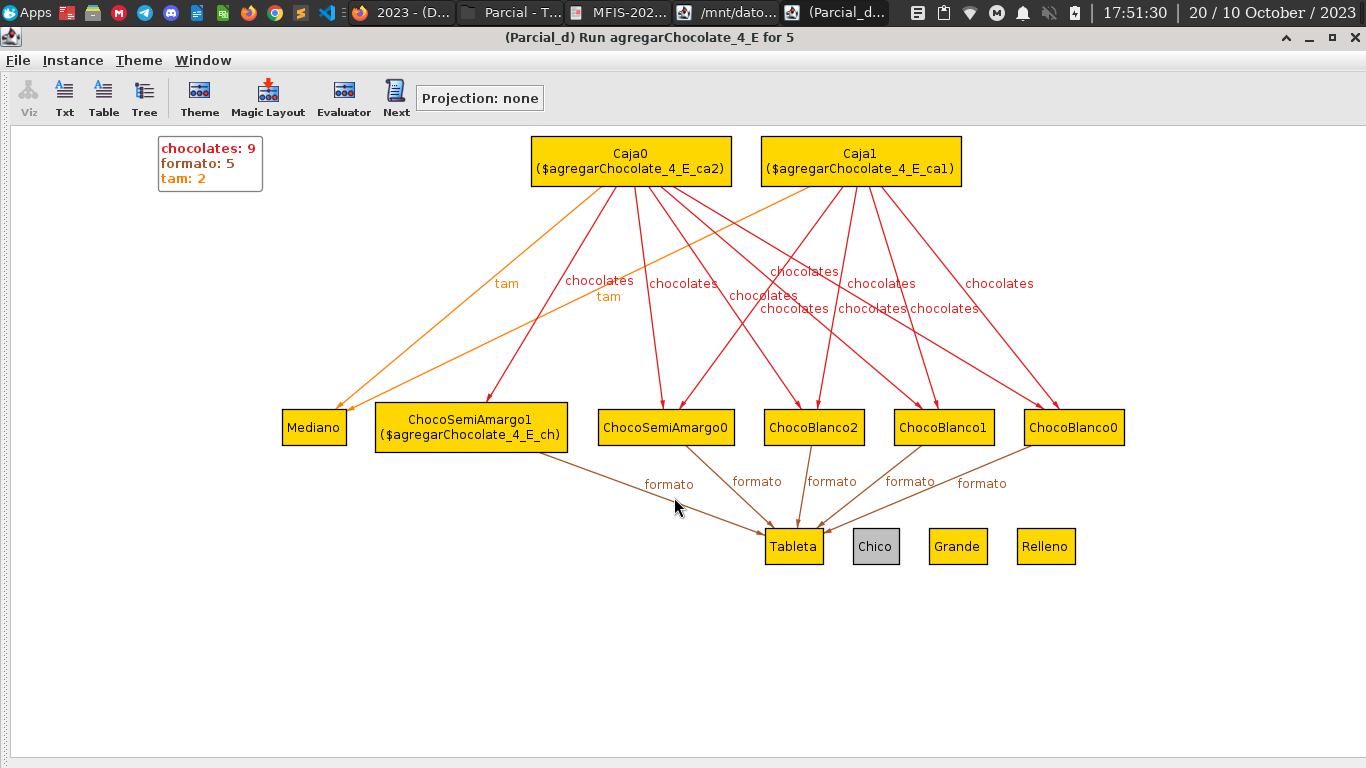 Apps
2023 - (D...
Parcial - T...
MFIS-202...
/mnt/dato...
(Parcial_d...
17:51:30
20 / 10 October / 2023
(Parcial_d) Run agregarChocolate_4_E for 5
File Instance Theme Window
Viz Txt Table Tree Theme Magic Layout Evaluator Next
Projection: none
chocolates: 9
formato: 5
tam: 2
Caja0
($agregarChocolate_4_E_ca2)
Caja1
($agregarChocolate_4_E_ca1)
chocolates
tam chocolates chocolates chocolates chocolates
tam chocolates
chocolates chocolates chocolates
Mediano
ChocoSemiAmargo1
($agregarChocolate_4_E_ch)
ChocoSemiAmargo0
ChocoBlanco2
ChocoBlanco1
ChocoBlanco0
formato formato formato formato formato
Tableta
Chico
Grande
Relleno